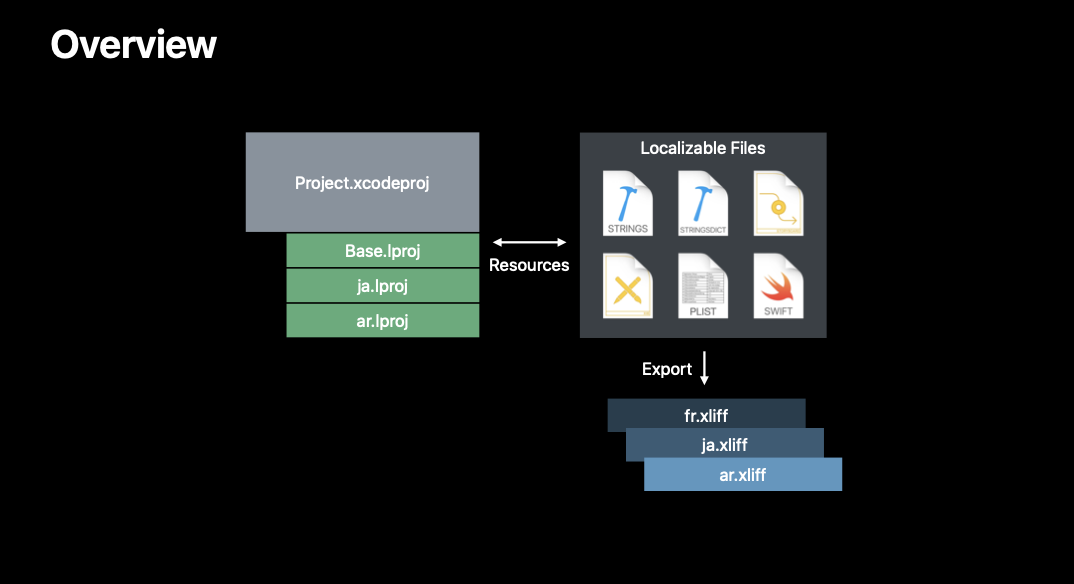 Overview
Project.xcodeproj
Base.lproj
ja.lproj
ar.lproj
Resources
Localizable Files
STRINGS
STRINGSDICT
PLIST
SWIFT
Export
fr.xliff
ja.xliff
ar.xliff